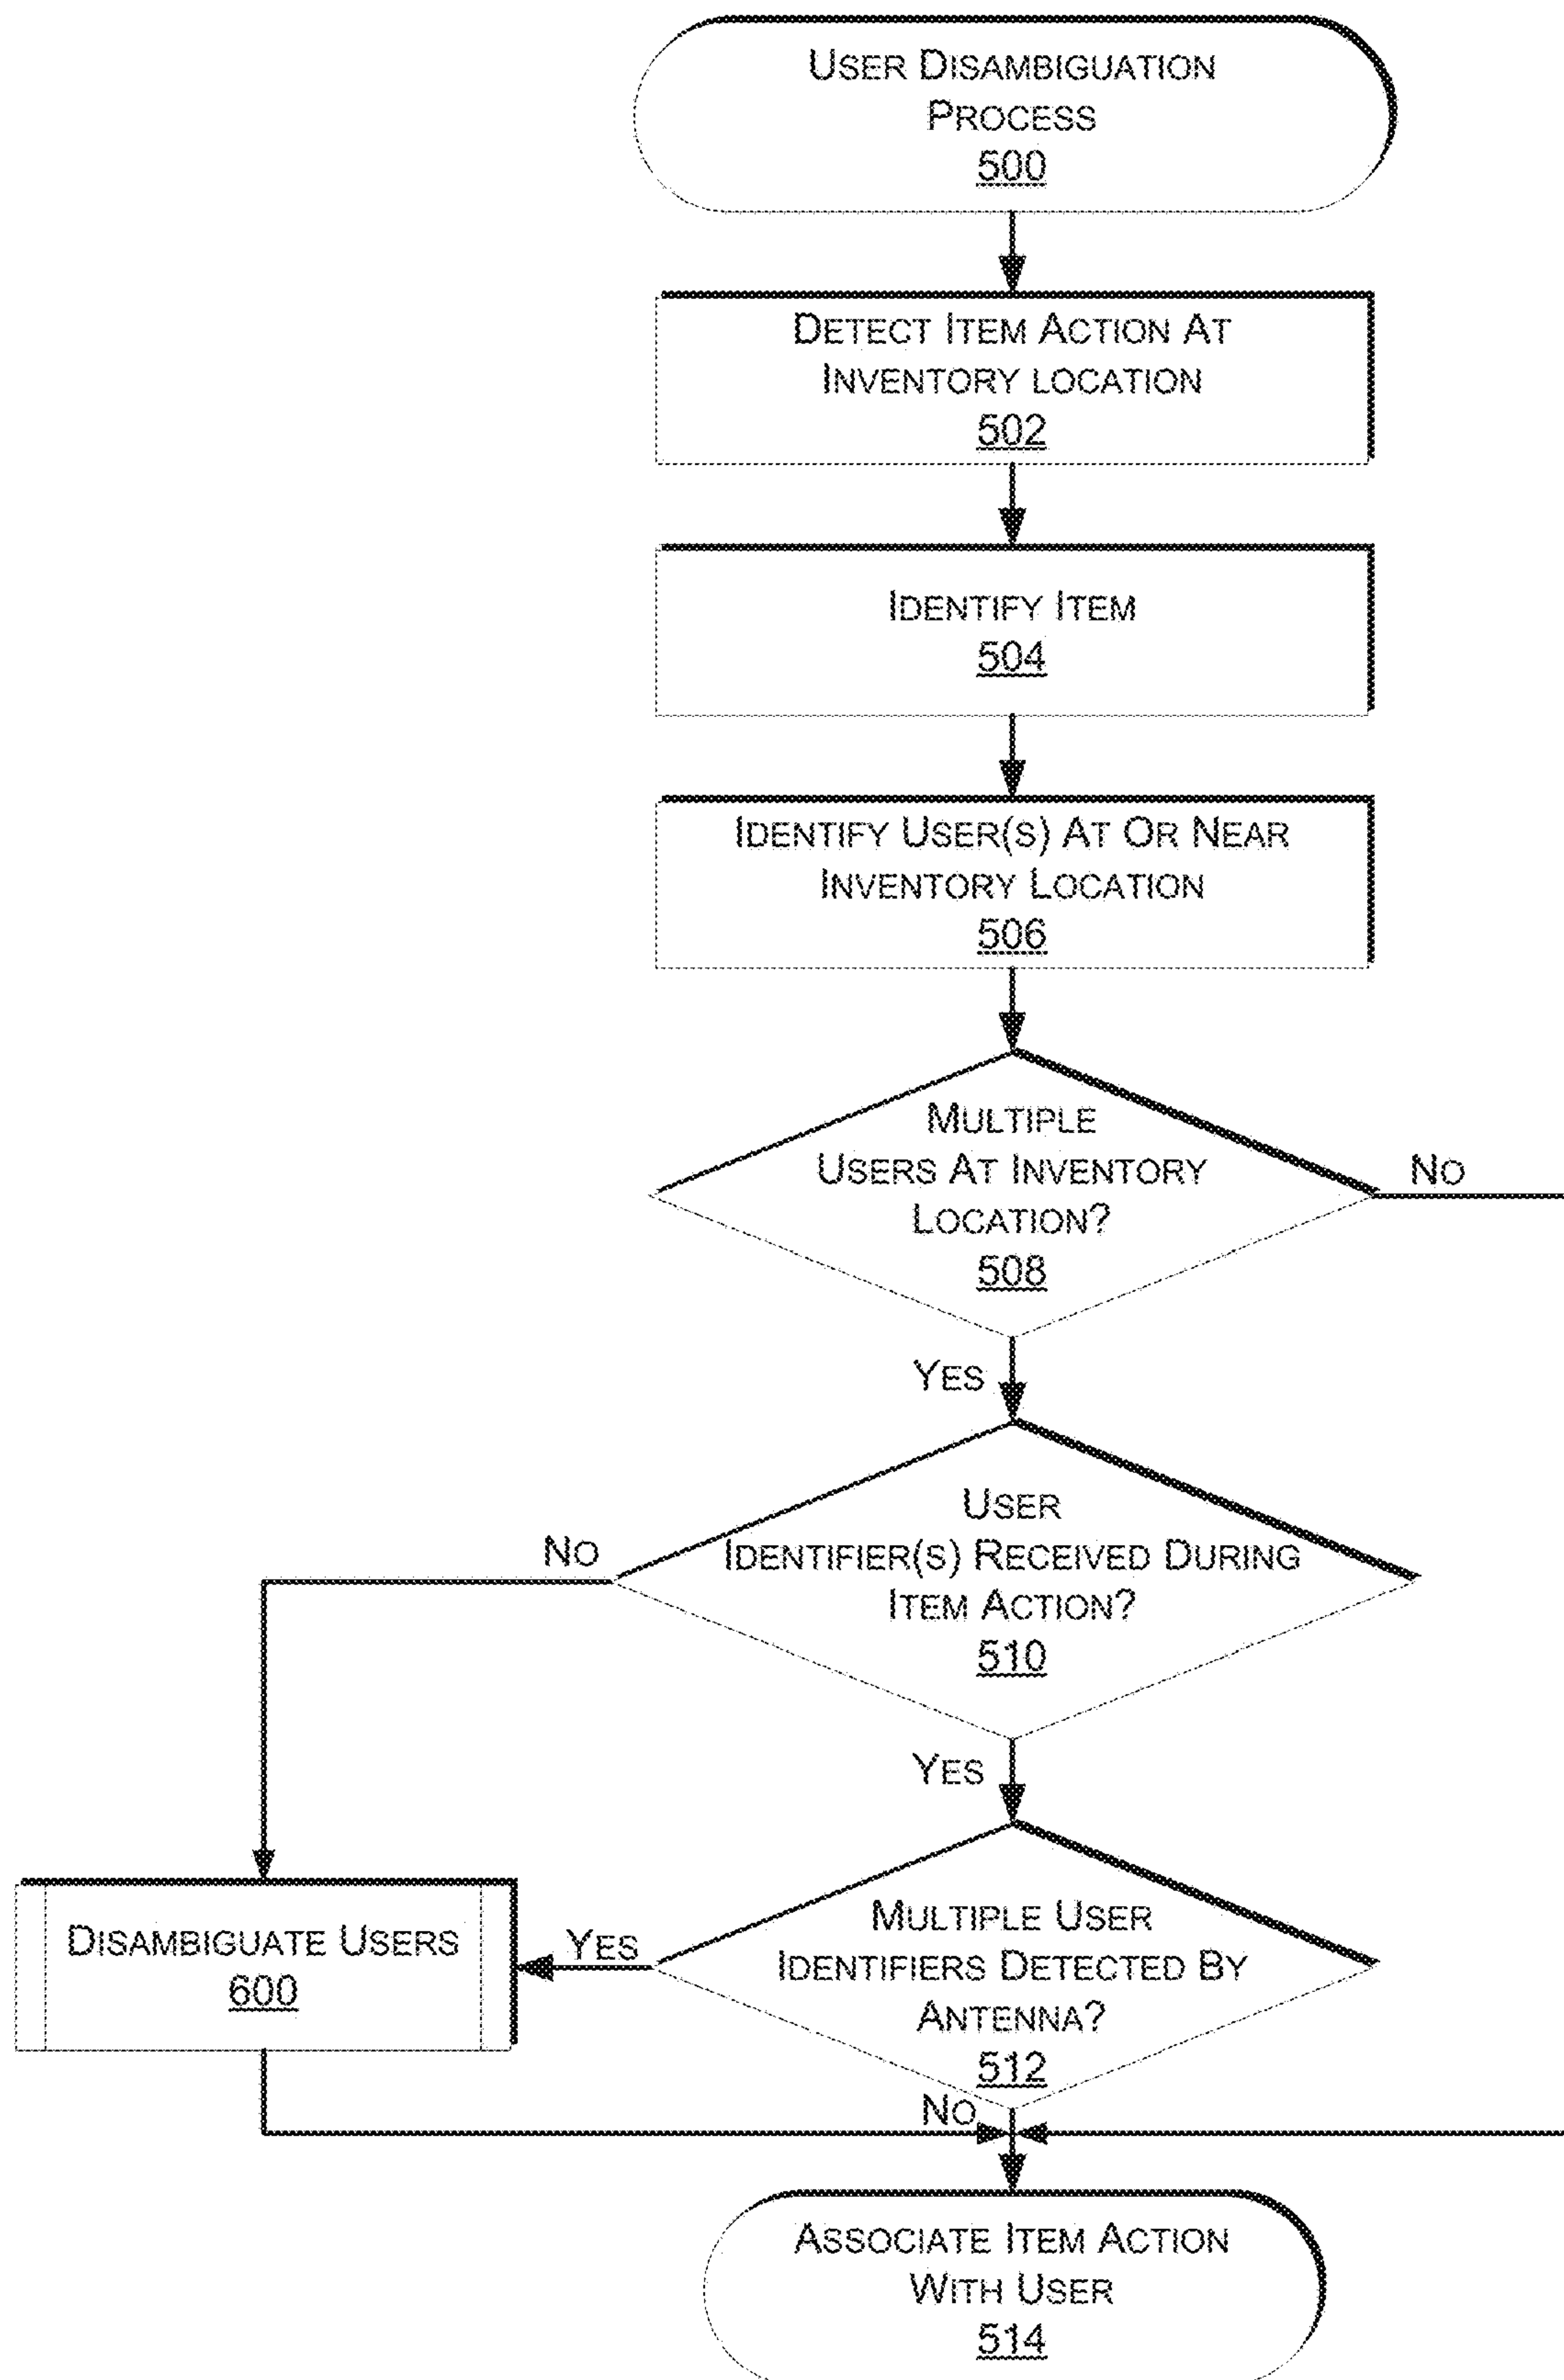 USER DISAMBIGUATION
PROCESS
500
DETECT ITEM ACTION AT
INVENTORY LOCATION
502
IDENTIFY ITEM
504
IDENTIFY USER(S) AT OR NEAR
INVENTORY LOCATION
506
MULTIPLE
USERS AT INVENTORY
LOCATION?
508
NO
YES
USER
IDENTIFIER(S) RECEIVED DURING
ITEM ACTION?
510
NO
YES
MULTIPLE USER
IDENTIFIERS DETECTED BY
ANTENNA?
512
YES
DISAMBIGUATE USERS
600
NO
ASSOCIATE ITEM ACTION
WITH USER
514